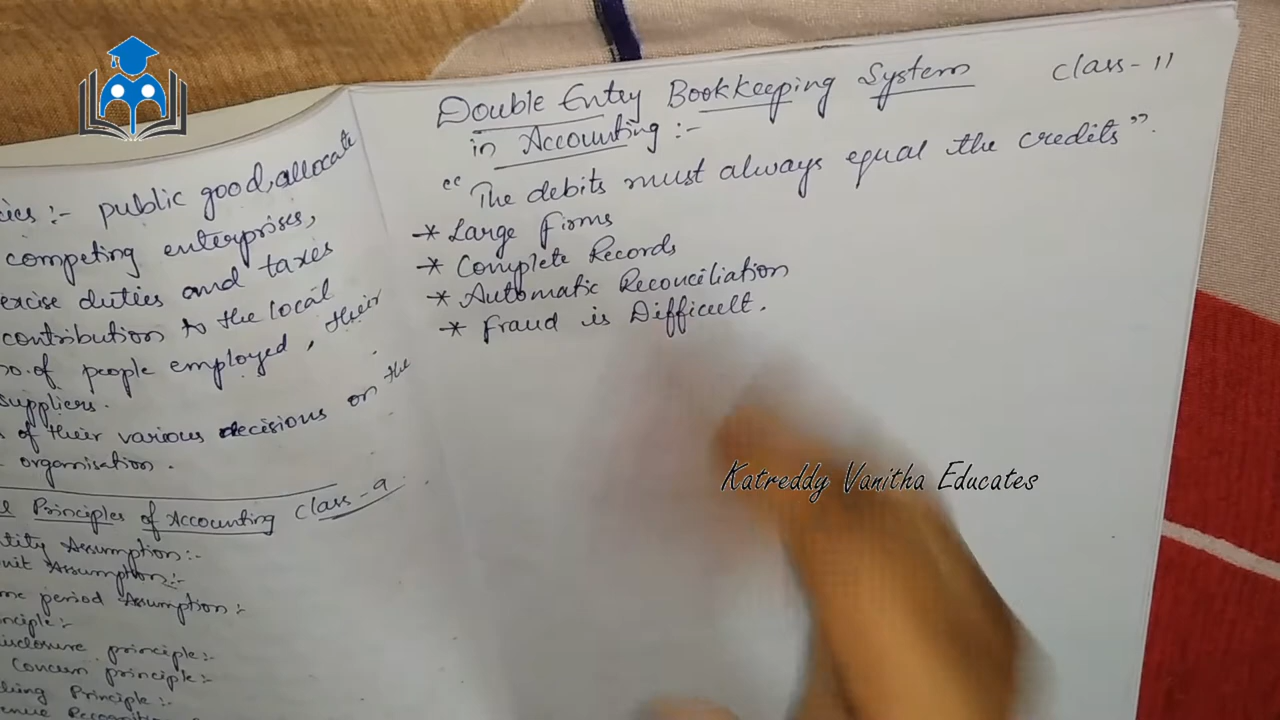 public good, allocate
competing enterprises,
excise duties and taxes
contribution to the local
no. of people employed, their
suppliers.
of their various decisions on the
organisation.
Principles of Accounting Class-9
Assumption:-
Assumption:-
period Assumption:-
principle:-
Concern principle:-
Principle:-
Double Entry Bookkeeping System Class-11
in Accounting:-
"The debits must always equal the credits".
* Large Firms
* Complete Records
* Automatic Reconciliation
* Fraud is Difficult.
Katreddy Vanitha Educates